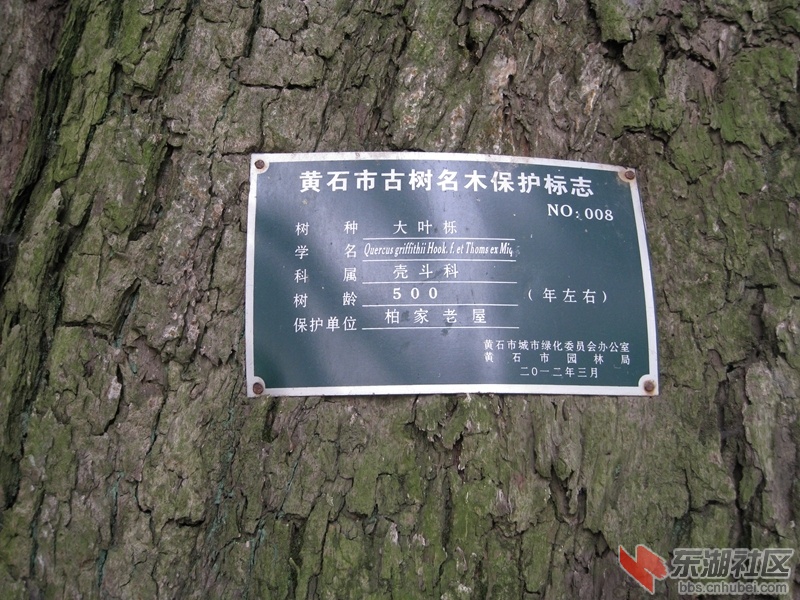 黄石市古树名木保护标志
NO: 008
树 种 大叶栎
学 名 Quercus griffithii Hook. f. et Thoms ex Miq
科 属 壳斗科
树 龄 500 (年左右)
保护单位 柏家老屋
黄石市城市绿化委员会办公室
黄石市园林局
二〇一二年三月
东湖社区
bbs.cnhubei.com